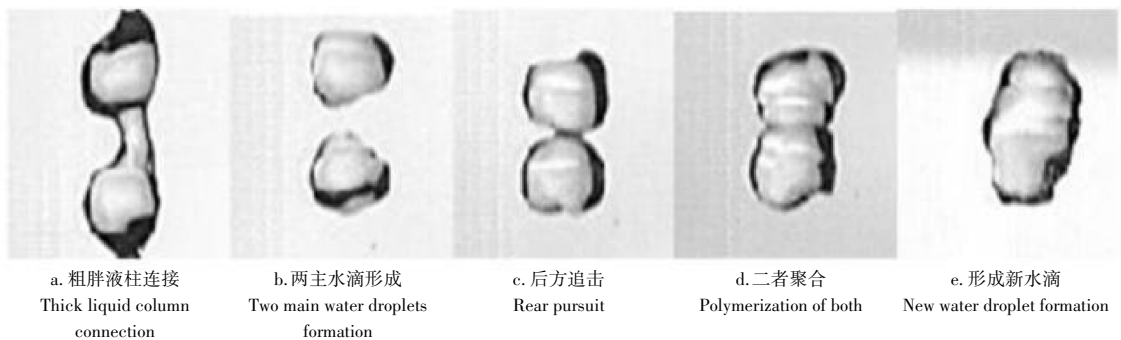 a. 粗胖液柱连接
Thick liquid column
connection
b. 两主水滴形成
Two main water droplets
formation
c. 后方追击
Rear pursuit
d. 二者聚合
Polymerization of both
e. 形成新水滴
New water droplet formation